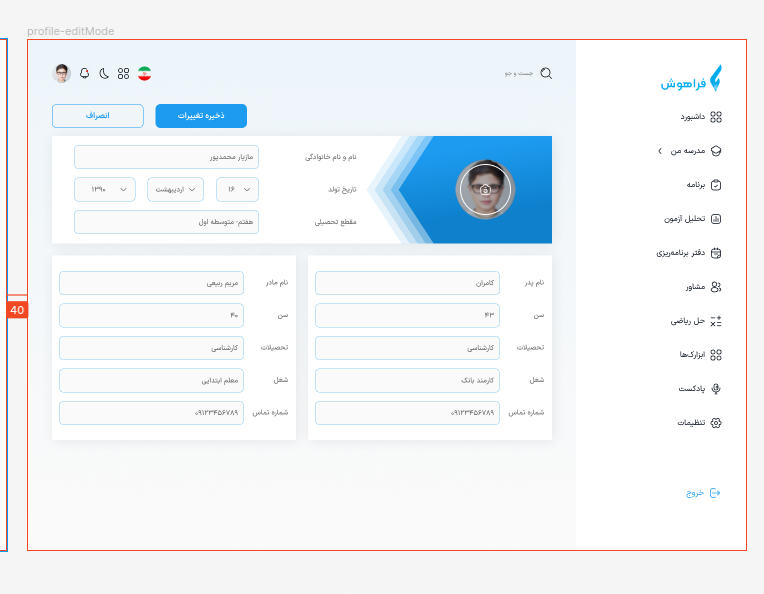 profile-editMode
فراهوش
داشبورد
مدرسه من
برنامه
تحلیل آزمون
دفتر برنامه‌ریزی
مشاور
حل ریاضی
ابزارک‌ها
پادکست
تنظیمات
خروج
جست و جو
ذخیره تغییرات
انصراف
نام و نام خانوادگی
مازیار محمدپور
تاریخ تولد
۱۶
اردیبهشت
۱۳۹۰
مقطع تحصیلی
هفتم- متوسطه اول
نام پدر
کامران
سن
۴۳
تحصیلات
کارشناسی
شغل
کارمند بانک
شماره تماس
۰۹۱۲۳۴۵۶۷۸۹
نام مادر
مریم ربیعی
سن
۴۰
تحصیلات
کارشناسی
شغل
معلم ابتدایی
شماره تماس
۰۹۱۲۳۴۵۶۷۸۹
40